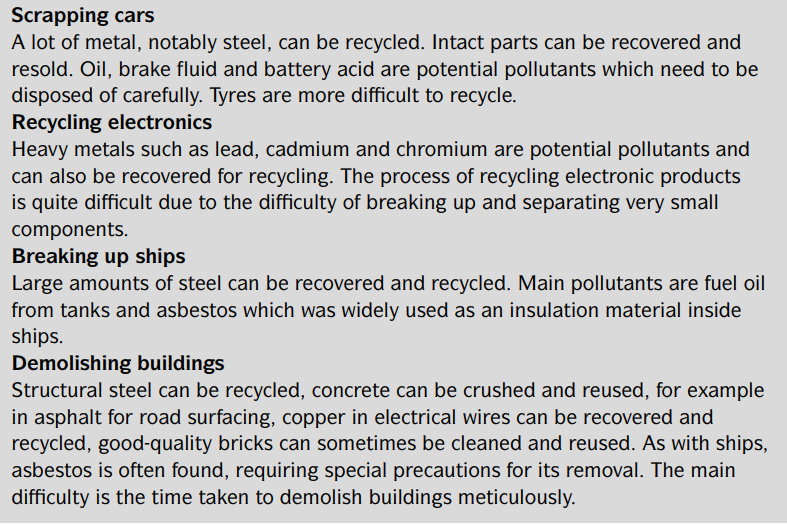 Scrapping cars
A lot of metal, notably steel, can be recycled. Intact parts can be recovered and
resold. Oil, brake fluid and battery acid are potential pollutants which need to be
disposed of carefully. Tyres are more difficult to recycle.
Recycling electronics
Heavy metals such as lead, cadmium and chromium are potential pollutants and
can also be recovered for recycling. The process of recycling electronic products
is quite difficult due to the difficulty of breaking up and separating very small
components.
Breaking up ships
Large amounts of steel can be recovered and recycled. Main pollutants are fuel oil
from tanks and asbestos which was widely used as an insulation material inside
ships.
Demolishing buildings
Structural steel can be recycled, concrete can be crushed and reused, for example
in asphalt for road surfacing, copper in electrical wires can be recovered and
recycled, good-quality bricks can sometimes be cleaned and reused. As with ships,
asbestos is often found, requiring special precautions for its removal. The main
difficulty is the time taken to demolish buildings meticulously.